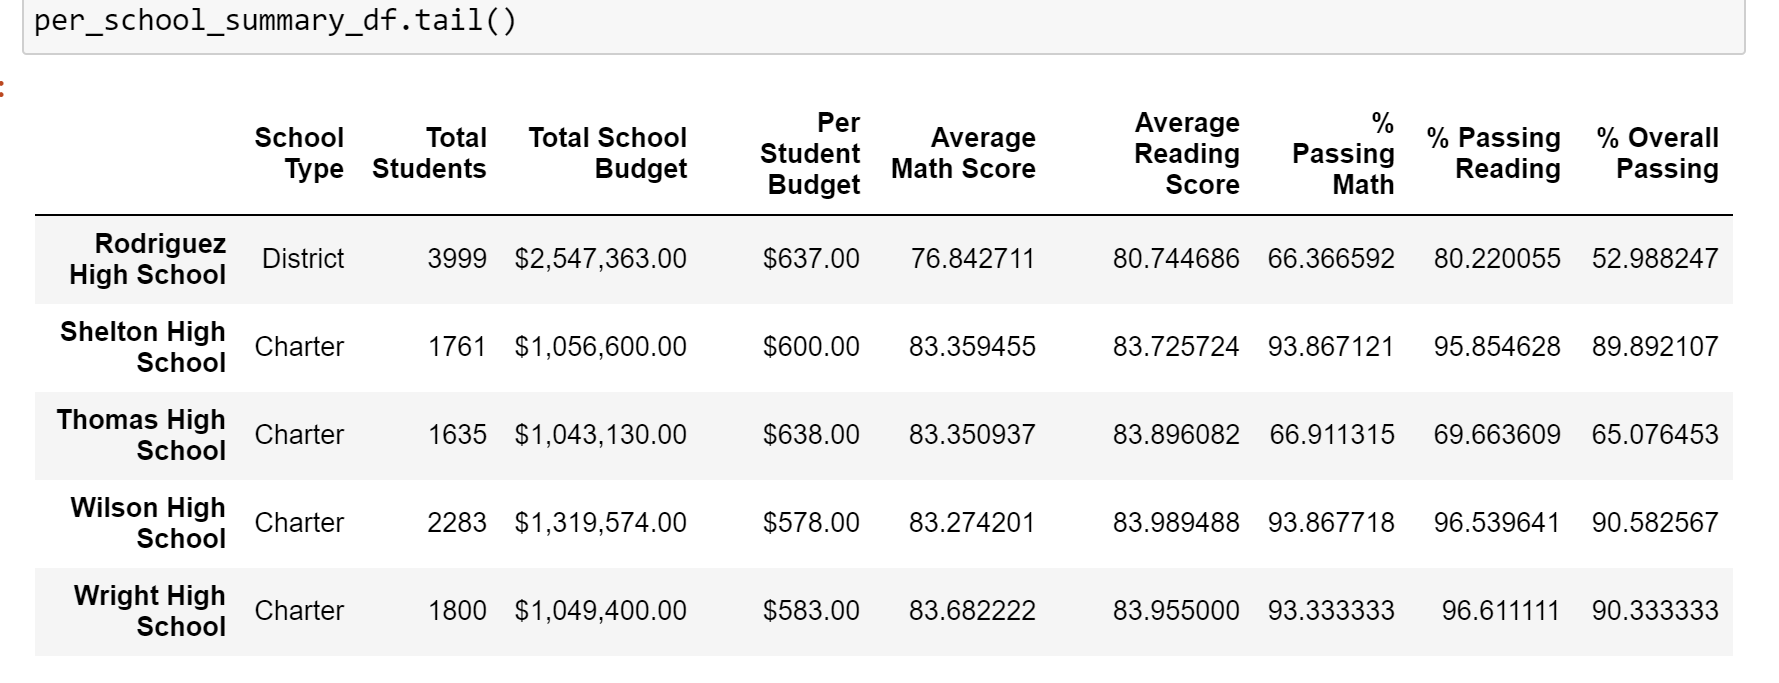 per_school_summary_df.tail()
:
School Type Total Students Total School Budget Per Student Budget Average Math Score Average Reading Score % Passing Math % Passing Reading % Overall Passing
Rodriguez High School District 3999 $2,547,363.00 $637.00 76.842711 80.744686 66.366592 80.220055 52.988247
Shelton High School Charter 1761 $1,056,600.00 $600.00 83.359455 83.725724 93.867121 95.854628 89.892107
Thomas High School Charter 1635 $1,043,130.00 $638.00 83.350937 83.896082 66.911315 69.663609 65.076453
Wilson High School Charter 2283 $1,319,574.00 $578.00 83.274201 83.989488 93.867718 96.539641 90.582567
Wright High School Charter 1800 $1,049,400.00 $583.00 83.682222 83.955000 93.333333 96.611111 90.333333